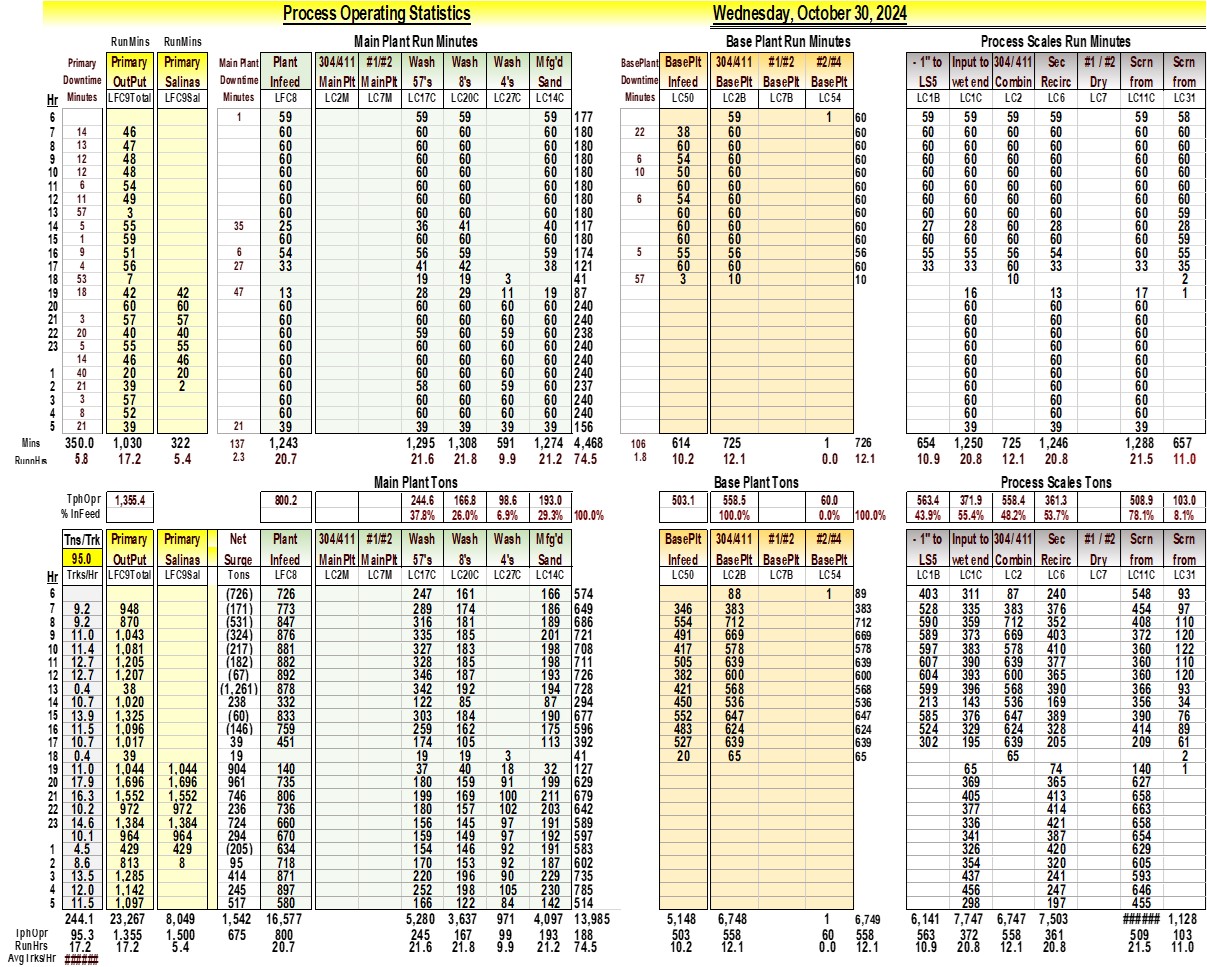 Process Operating Statistics Wednesday, October 30, 2024
RunMins RunMins Main Plant Run Minutes Base Plant Run Minutes Process Scales Run Minutes
Primary Primary Primary Main Plant Plant 304/411 #1/#2 Wash Wash Wash Mfg'd BasePlant BasePlt 304/411 #1/#2 #2/#4 - 1" to Input to 304/411 Sec #1 / #2 Scrn Scrn
Downtime OutPut Salinas Downtime Infeed MainPlt MainPlt 57's 8's 4's Sand Downtime Infeed BasePlt BasePlt BasePlt LS5 wet end Combin Recirc Dry from from
Hr Minutes LFC9Total LFC9Sal Minutes LFC8 LC2M LC7M LC17C LC20C LC27C LC14C Minutes LC50 LC2B LC7B LC54 LC1B LC1C LC2 LC6 LC7 LC11C LC31
6 1 59 59 59 59 177 59 1 60 59 59 59 59 59 58
7 14 46 60 60 60 60 180 22 38 60 60 60 60 60 60 60 60
8 13 47 60 60 60 60 180 60 60 60 60 60 60 60 60 60
9 12 48 60 60 60 60 180 6 54 60 60 60 60 60 60 60 60
10 12 48 60 60 60 60 180 10 50 60 60 60 60 60 60 60 60
11 6 54 60 60 60 60 180 60 60 60 60 60 60 60 60 60
12 11 49 60 60 60 60 180 6 54 60 60 60 60 60 60 60 60
13 57 3 60 60 60 60 180 60 60 60 60 60 60 60 60 59
14 5 55 35 25 36 41 40 117 60 60 60 27 28 60 28 60 28
15 1 59 60 60 60 60 180 60 60 60 60 60 60 60 60 59
16 9 51 6 54 56 59 59 174 5 55 56 56 55 55 56 54 60 55
17 4 56 27 33 41 42 38 121 60 60 60 33 33 60 33 33 35
18 53 7 19 19 3 41 57 3 10 10 10 2
19 18 42 42 47 13 28 29 11 19 87 16 13 17 1
20 60 60 60 60 60 60 60 240 60 60 60
21 3 57 57 60 60 60 60 60 240 60 60 60
22 20 40 40 60 59 60 59 60 238 60 60 60
23 5 55 55 60 60 60 60 60 240 60 60 60
14 46 46 60 60 60 60 60 240 60 60 60
1 40 20 20 60 60 60 60 60 240 60 60 60
2 21 39 2 60 58 60 59 60 237 60 60 60
3 3 57 60 60 60 60 60 240 60 60 60
4 8 52 60 60 60 60 60 240 60 60 60
5 21 39 21 39 39 39 39 39 156 39 39 39
Mins 350.0 1,030 322 137 1,243 1,295 1,308 591 1,274 4,468 106 614 725 1 726 654 1,250 725 1,246 1,288 657
RunnHrs 5.8 17.2 5.4 2.3 20.7 21.6 21.8 9.9 21.2 74.5 1.8 10.2 12.1 0.0 12.1 10.9 20.8 12.1 20.8 21.5 11.0
Main Plant Tons Base Plant Tons Process Scales Tons
TphOpr 1,355.4 800.2 244.6 166.8 98.6 193.0 503.1 558.5 60.0 563.4 371.9 558.4 361.3 508.9 103.0
% InFeed 37.8% 26.0% 6.9% 29.3% 100.0% 100.0% 0.0% 100.0% 43.9% 55.4% 48.2% 53.7% 78.1% 8.1%
Tns/Trk Primary Primary Net Plant 304/411 #1/#2 Wash Wash Wash Mfg'd BasePlt 304/411 #1/#2 #2/#4 - 1" to Input to 304/ 411 Sec #1 / #2 Scrn Scrn
95.0 OutPut Salinas Surge Infeed MainPlt MainPlt 57's 8's 4's Sand Infeed BasePlt BasePlt BasePlt LS5 wet end Combin Recirc Dry from from
Hr Trks/Hr LFC9Total LFC9Sal Tons LFC8 LC2M LC7M LC17C LC20C LC27C LC14C LC50 LC2B LC7B LC54 LC1B LC1C LC2 LC6 LC7 LC11C LC31
6 (726) 726 247 161 166 574 88 1 89 403 311 87 240 548 93
7 9.2 948 (171) 773 289 174 186 649 346 383 383 528 335 383 376 454 97
8 9.2 870 (531) 847 316 181 189 686 554 712 712 590 359 712 352 408 110
9 11.0 1,043 (324) 876 335 185 201 721 491 669 669 589 373 669 403 372 120
10 11.4 1,081 (217) 881 327 183 198 708 417 578 578 597 383 578 410 360 122
11 12.7 1,205 (182) 882 328 185 198 711 505 639 639 607 390 639 377 360 110
12 12.7 1,207 (67) 892 346 187 193 726 382 600 600 604 393 600 365 360 120
13 0.4 38 (1,261) 878 342 192 194 728 421 568 568 599 396 568 390 366 93
14 10.7 1,020 238 332 122 85 87 294 450 536 536 213 143 536 169 356 34
15 13.9 1,325 (60) 833 303 184 190 677 552 647 647 585 376 647 389 390 76
16 11.5 1,096 (146) 759 259 162 175 596 483 624 624 524 329 624 328 414 89
17 10.7 1,017 39 451 174 105 113 392 527 639 639 302 195 639 205 209 61
18 0.4 39 19 19 19 3 41 20 65 65 65 2
19 11.0 1,044 1,044 904 140 37 40 18 32 127 65 74 140 1
20 17.9 1,696 1,696 961 735 180 159 91 199 629 369 365 627
21 16.3 1,552 1,552 746 806 199 169 100 211 679 405 413 658
22 10.2 972 972 236 736 180 157 102 203 642 377 414 663
23 14.6 1,384 1,384 724 660 156 145 97 191 589 336 421 658
10.1 964 964 294 670 159 149 97 192 597 341 387 654
1 4.5 429 429 (205) 634 154 146 92 191 583 326 420 629
2 8.6 813 8 95 718 170 153 92 187 602 354 320 605
3 13.5 1,285 414 871 220 196 90 229 735 437 241 593
4 12.0 1,142 245 897 252 198 105 230 785 456 247 646
5 11.5 1,097 517 580 166 122 84 142 514 298 197 455
244.1 23,267 8,049 1,542 16,577 5,280 3,637 971 4,097 13,985 5,148 6,748 1 6,749 6,141 7,747 6,747 7,503 ###### 1,128
TphOpr 95.3 1,355 1,500 675 800 245 167 99 193 188 503 558 60 558 563 372 558 361 509 103
RunHrs 17.2 17.2 5.4 20.7 21.6 21.8 9.9 21.2 74.5 10.2 12.1 0.0 12.1 10.9 20.8 12.1 20.8 21.5 11.0
AvgTrks/Hr ######